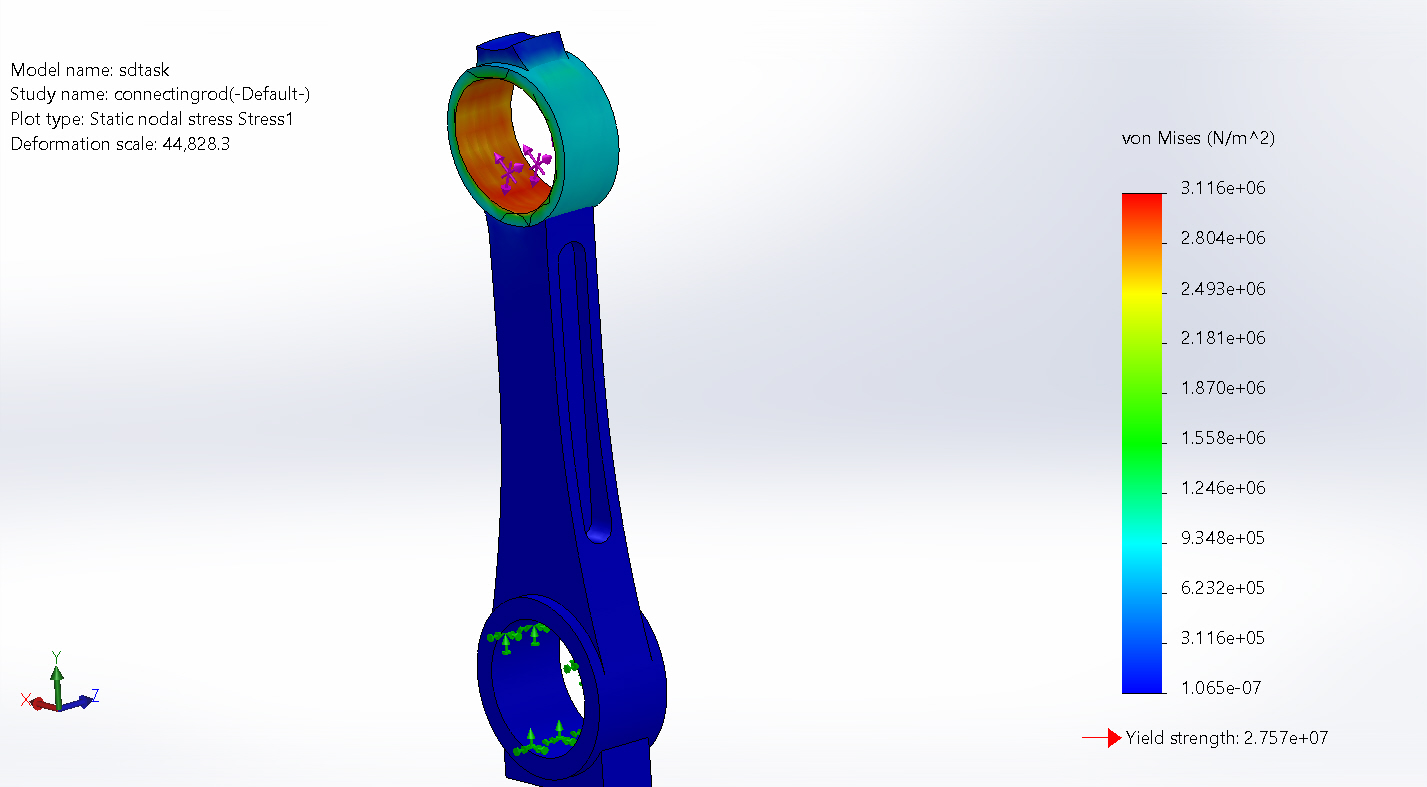 Model name: sdtask
Study name: connectingrod(-Default-)
Plot type: Static nodal stress Stress1
Deformation scale: 44,828.3
von Mises (N/m^2)
3.116e+06
2.804e+06
2.493e+06
2.181e+06
1.870e+06
1.558e+06
1.246e+06
9.348e+05
6.232e+05
3.116e+05
1.065e-07
Yield strength: 2.757e+07
Y
X
Z